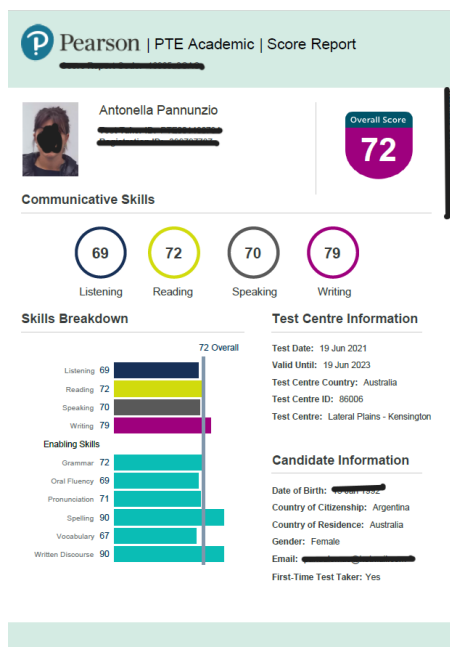 Pearson | PTE Academic | Score Report
Antonella Pannunzio
Overall Score
72
Communicative Skills
69 72 70 79
Listening Reading Speaking Writing
Skills Breakdown
72 Overall
Listening 69
Reading 72
Speaking 70
Writing 79
Enabling Skills
Grammar 72
Oral Fluency 69
Pronunciation 71
Spelling 90
Vocabulary 67
Written Discourse 90
Test Centre Information
Test Date: 19 Jun 2021
Valid Until: 19 Jun 2023
Test Centre Country: Australia
Test Centre ID: 86006
Test Centre: Lateral Plains - Kensington
Candidate Information
Date of Birth:
Country of Citizenship: Argentina
Country of Residence: Australia
Gender: Female
Email:
First-Time Test Taker: Yes